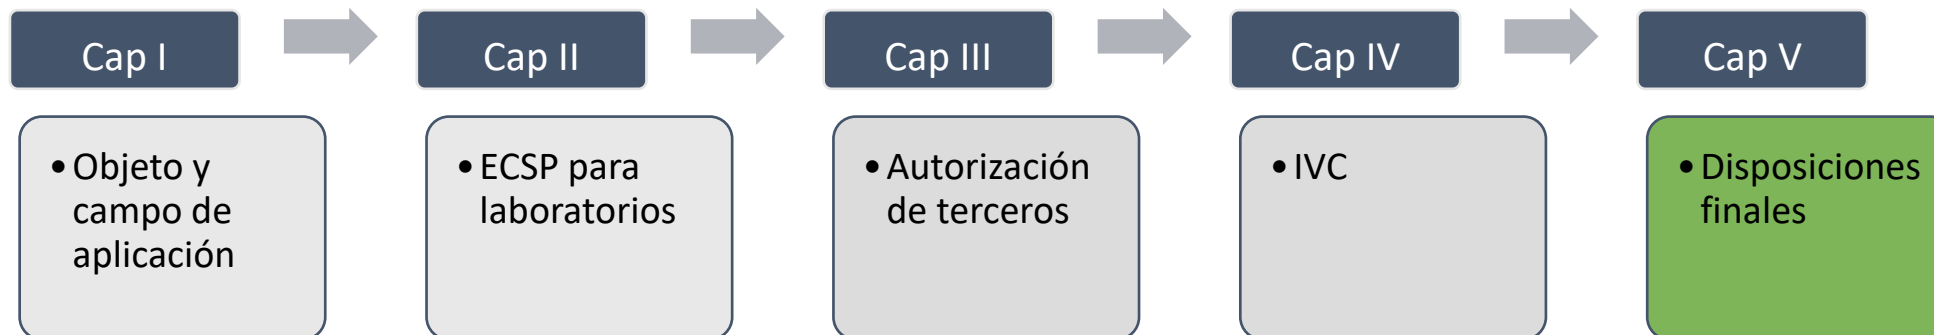 Cap I
Cap II
Cap III
Cap IV
Cap V
• Objeto y
campo de
aplicación
• ECSP para
laboratorios
• Autorización
de terceros
• IVC
• Disposiciones
finales